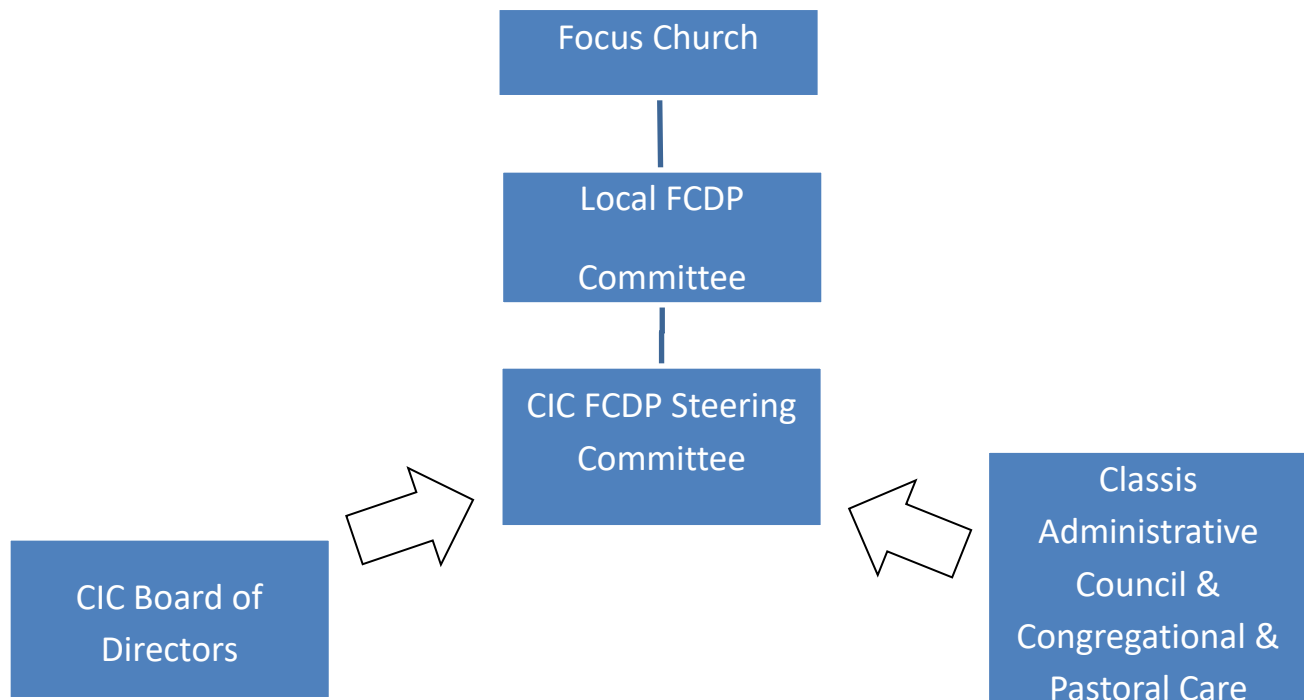 Focus Church
Local FCDP
Committee
CIC FCDP Steering
Committee
CIC Board of
Directors
Classis
Administrative
Council &
Congregational &
Pastoral Care